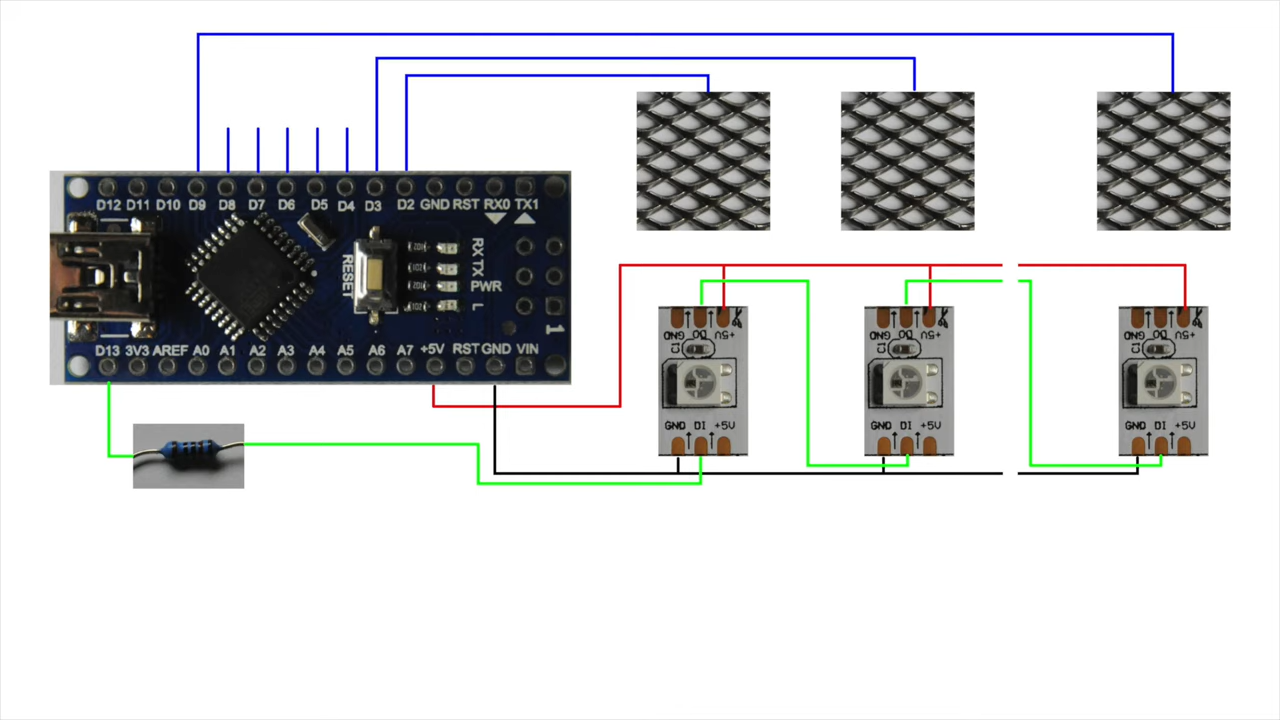 D12 D11 D10 D9 D8 D7 D6 D5 D4 D3 D2 GND RST RX0 TX1
RESET
RX
TX
PWR
L
1
D13 3V3 AREF A0 A1 A2 A3 A4 A5 A6 A7 +5V RST GND VIN
GND DO +5V
C1
GND DI +5V
GND DO +5V
C1
GND DI +5V
GND DO +5V
C1
GND DI +5V